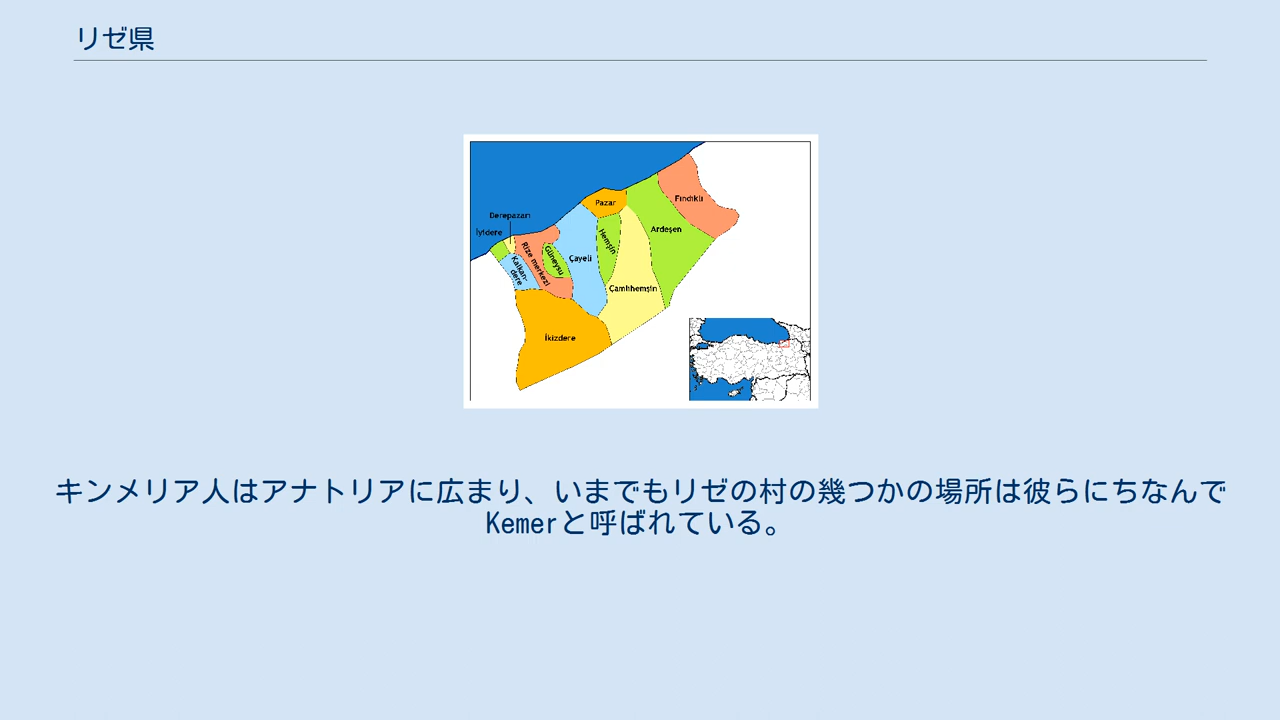 リゼ県
Fındıklı
Pazar
Derepazarı
Ardeşen
İyidere
Hemşin
Rize merkezi
Güneysu
Çayeli
Kalkan-
dere
Çamlıhemşin
İkizdere
キンメリア人はアナトリアに広まり、いまでもリゼの村の幾つかの場所は彼らにちなんで
Kemerと呼ばれている。